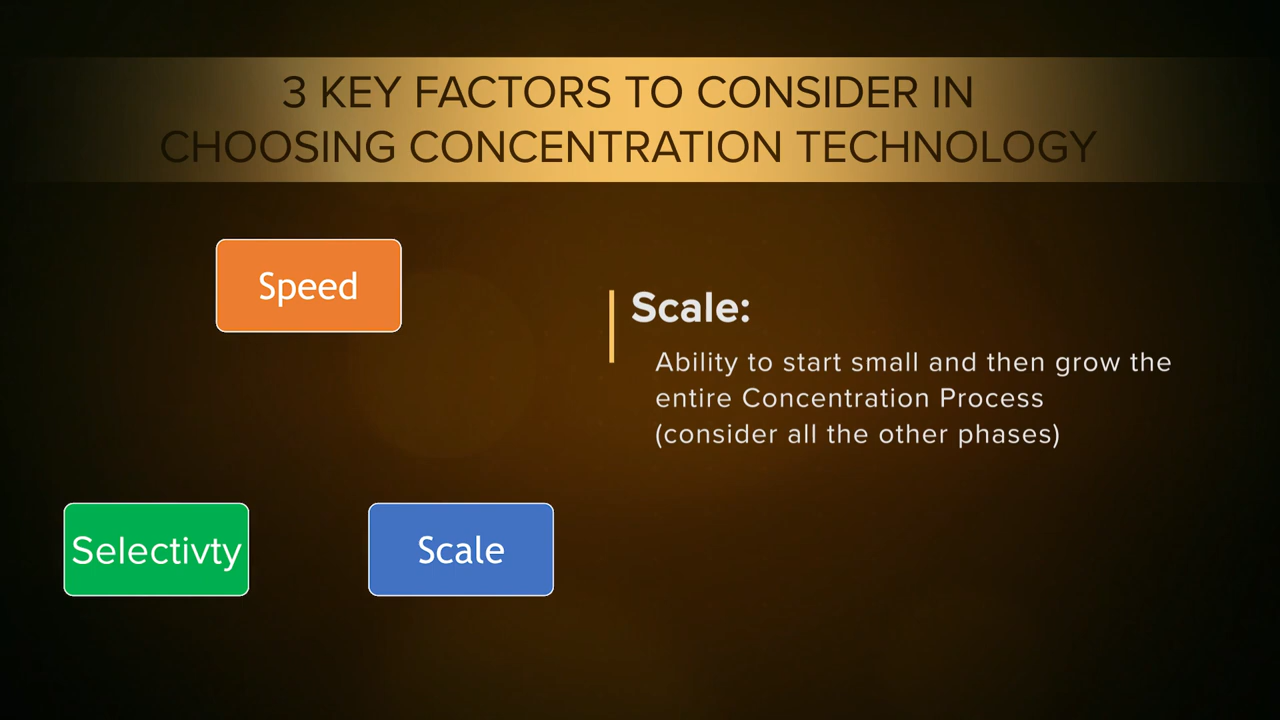 3 KEY FACTORS TO CONSIDER IN
CHOOSING CONCENTRATION TECHNOLOGY
Speed
Scale:
Ability to start small and then grow the
entire Concentration Process
(consider all the other phases)
Selectivty
Scale